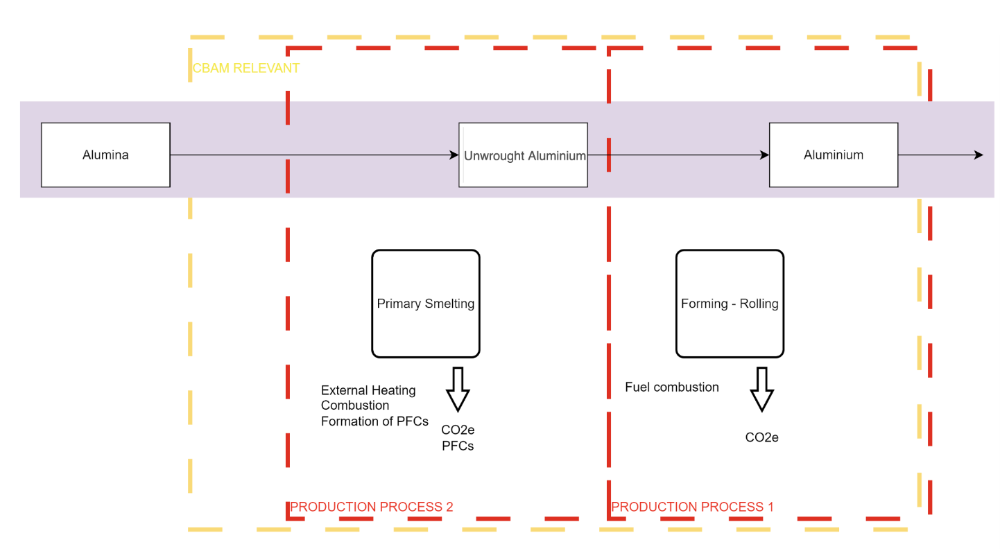 CBAM RELEVANT
Alumina
Unwrought Aluminium
Aluminium
Primary Smelting
Forming - Rolling
External Heating
Combustion
Formation of PFCs
CO2e
PFCs
Fuel combustion
CO2e
PRODUCTION PROCESS 2
PRODUCTION PROCESS 1